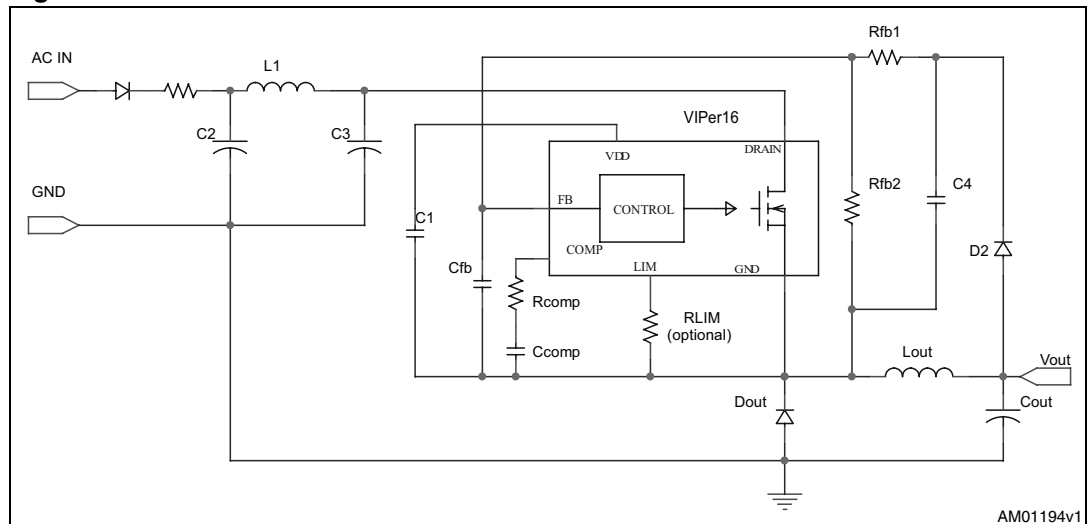 Rfb1
AC IN
L1
VIPer16
C2
C3
VDD
DRAIN
GND
FB
CONTROL
Rfb2
C4
C1
COMP
D2
Cfb
LIM
GND
Rcomp
RLIM
(optional)
Ccomp
Lout
Vout
Dout
Cout
AM01194v1